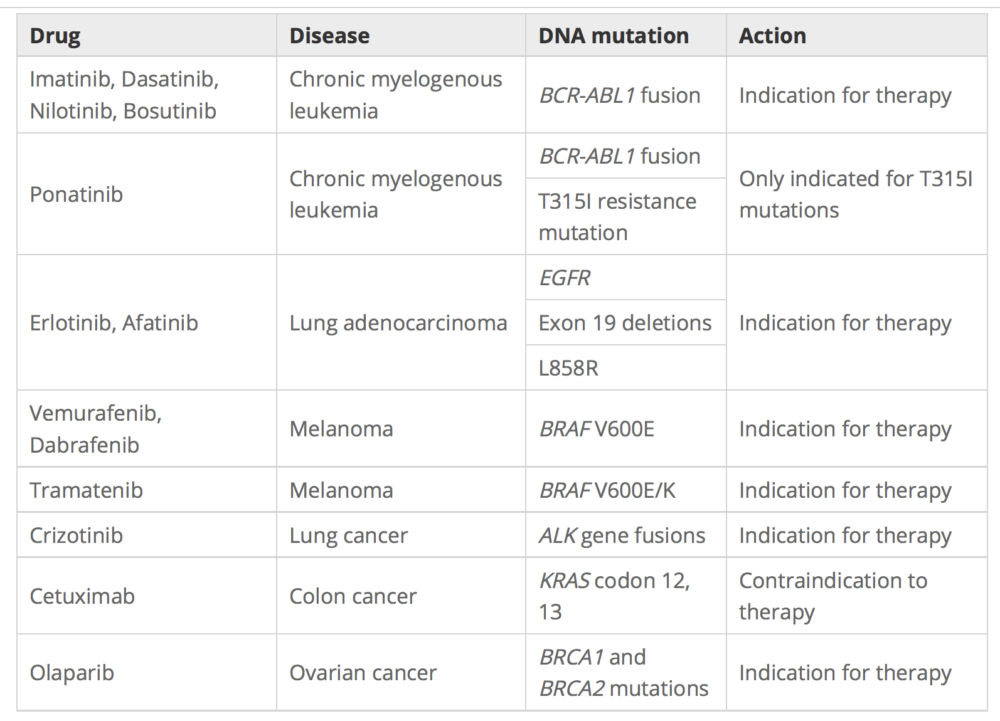 Drug Disease DNA mutation Action
Imatinib, Dasatinib,
Nilotinib, Bosutinib
Chronic myelogenous
leukemia
BCR-ABL1 fusion
Indication for therapy
Ponatinib
Chronic myelogenous
leukemia
BCR-ABL1 fusion
T315I resistance
mutation
Only indicated for T315I
mutations
Erlotinib, Afatinib
Lung adenocarcinoma
EGFR
Exon 19 deletions
L858R
Indication for therapy
Vemurafenib,
Dabrafenib
Melanoma
BRAF V600E
Indication for therapy
Tramatenib
Melanoma
BRAF V600E/K
Indication for therapy
Crizotinib
Lung cancer
ALK gene fusions
Indication for therapy
Cetuximab
Colon cancer
KRAS codon 12,
13
Contraindication to
therapy
Olaparib
Ovarian cancer
BRCA1 and
BRCA2 mutations
Indication for therapy